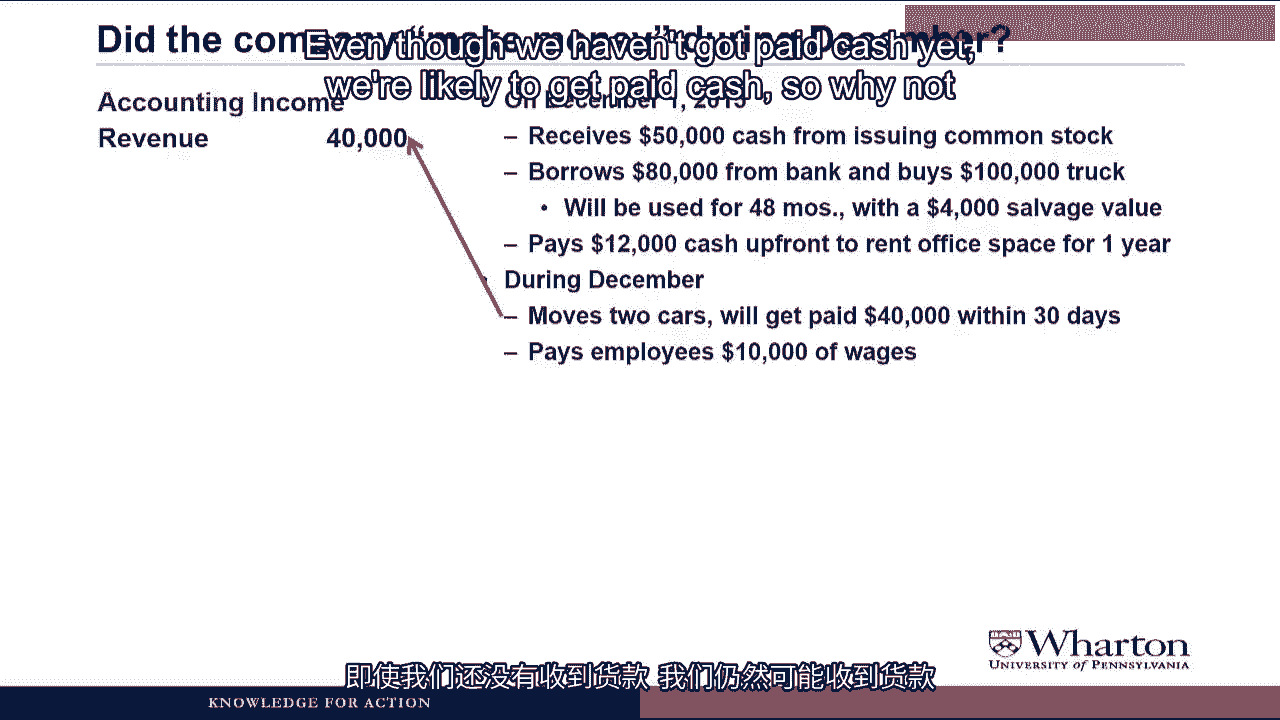 Did the company “make money” during December?
Even though we haven't got paid cash yet,
we're likely to get paid cash, so why not
Accounting Income
On December 1, 2013
Revenue 40,000
– Receives $50,000 cash from issuing common stock
– Borrows $80,000 from bank and buys $100,000 truck
• Will be used for 48 mos., with a $4,000 salvage value
– Pays $12,000 cash upfront to rent office space for 1 year
• During December
– Moves two cars, will get paid $40,000 within 30 days
– Pays employees $10,000 of wages
Wharton
UNIVERSITY of PENNSYLVANIA
即使我们还没有收到货款 我们仍然可能收到货款
KNOWLEDGE FOR ACTION